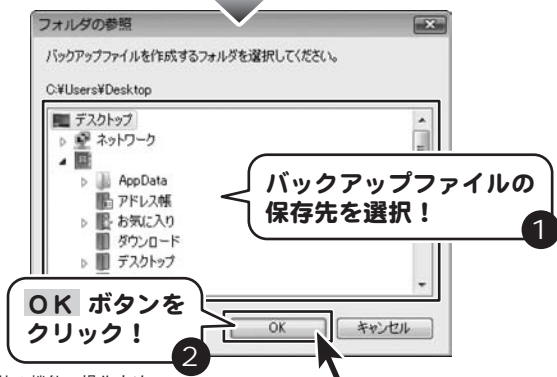 フォルダの参照
バックアップファイルを作成するフォルダを選択してください。
C:¥Users¥Desktop
デスクトップ
ネットワーク
AppData
アドレス帳
お気に入り
ダウンロード
デスクトップ
バックアップファイルの
保存先を選択！
1
OK ボタンを
クリック！
2
OK
キャンセル